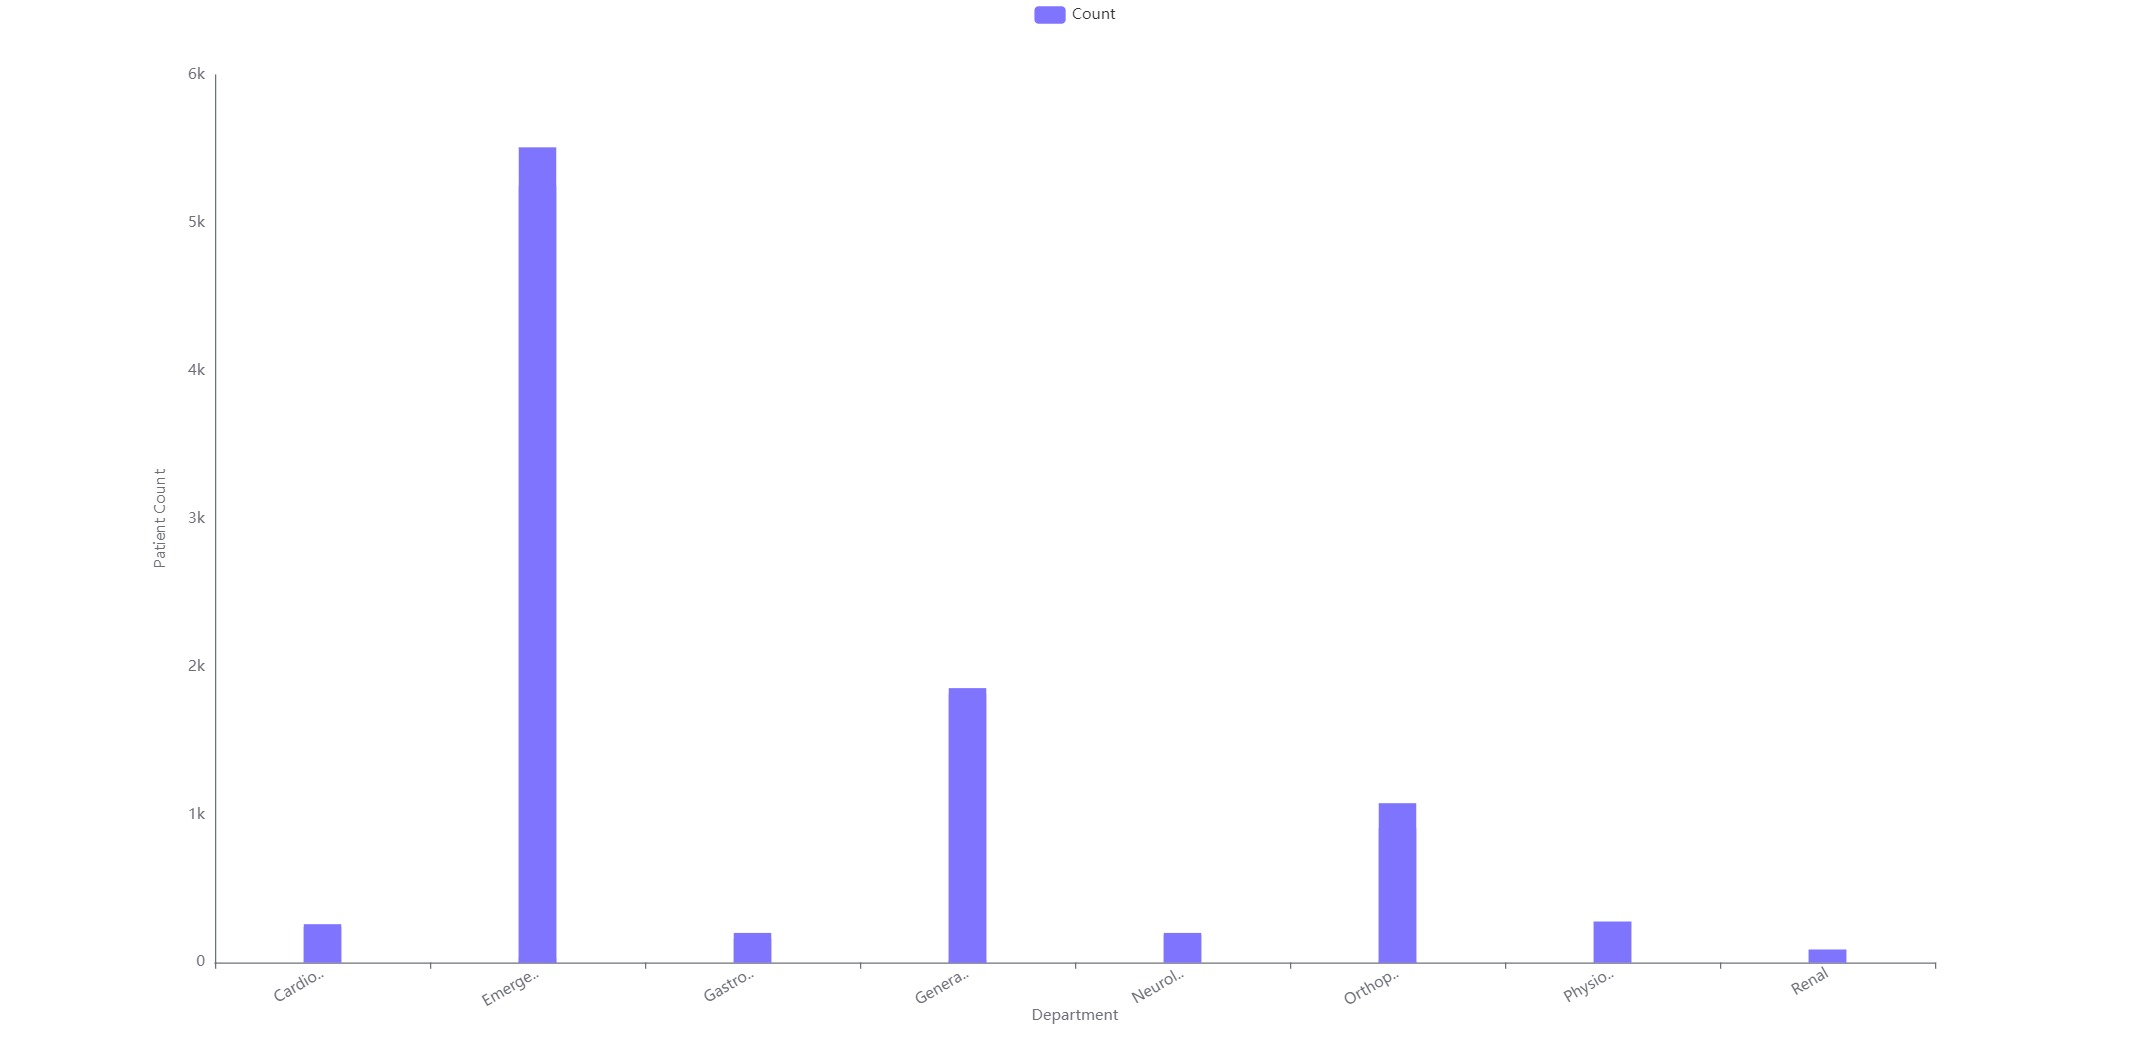 Count
6k
5k
4k
3k
2k
1k
0
Patient Count
Cardio..
Emerge..
Gastro..
Genera..
Neurol..
Orthop..
Physio..
Renal
Department